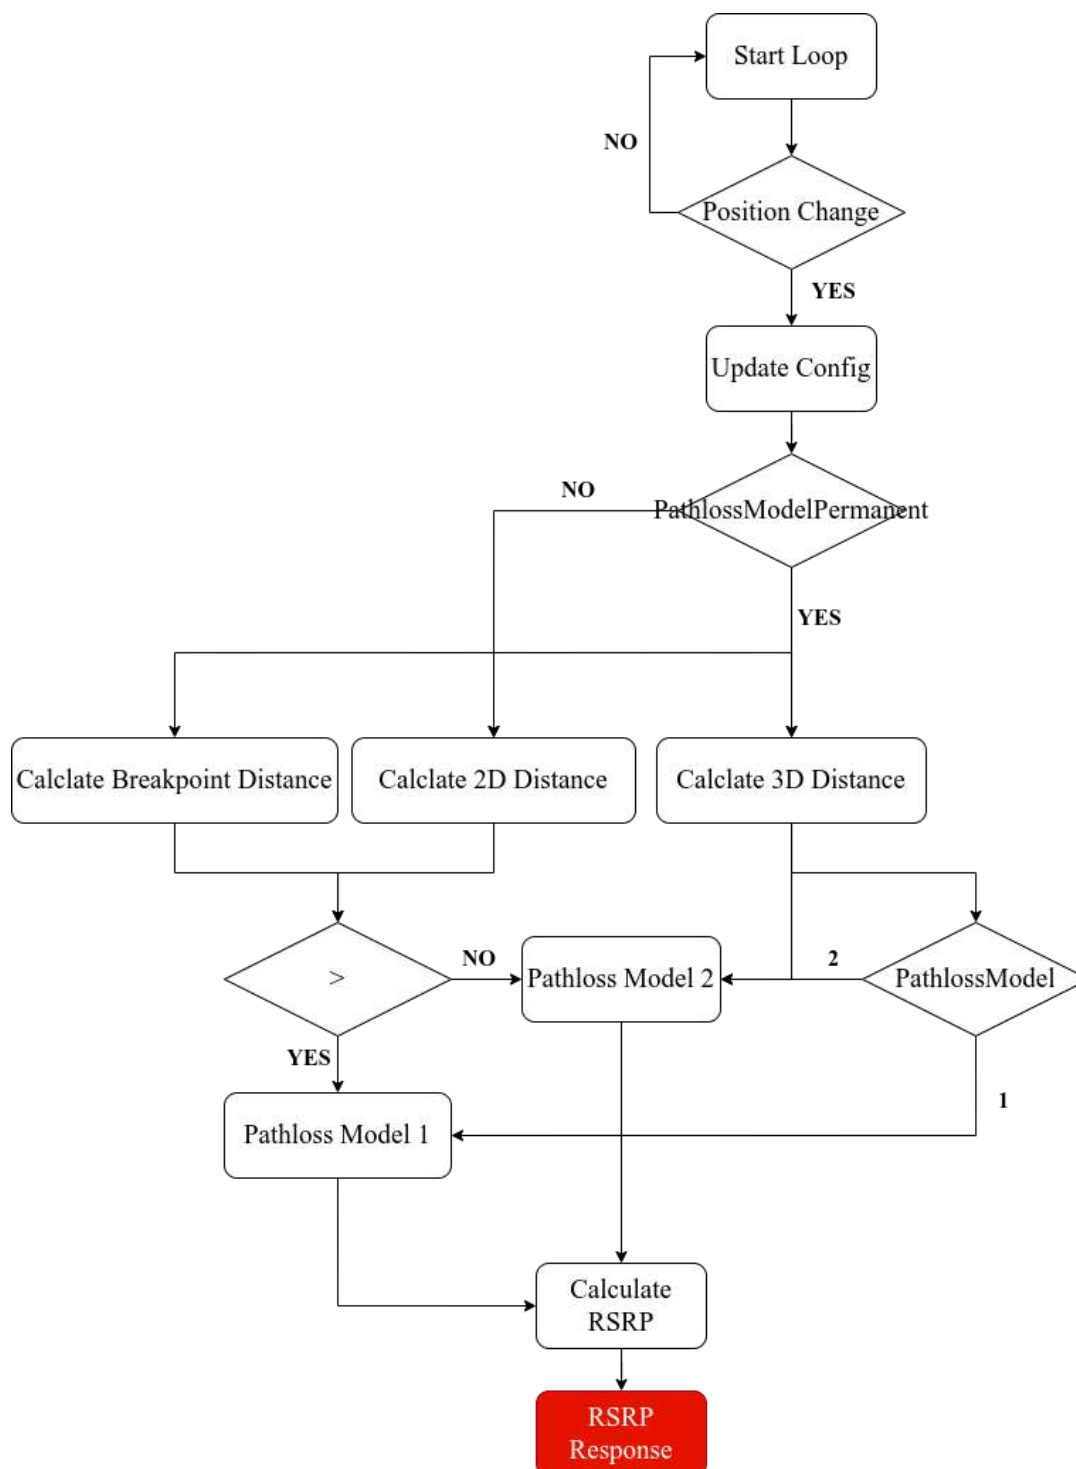 Start Loop
NO
Position Change
YES
Update Config
NO
PathlossModelPermanent
YES
Calclate Breakpoint Distance
Calclate 2D Distance
Calclate 3D Distance
>
NO
Pathloss Model 2
2
PathlossModel
YES
1
Pathloss Model 1
Calculate
RSRP
RSRP
Response